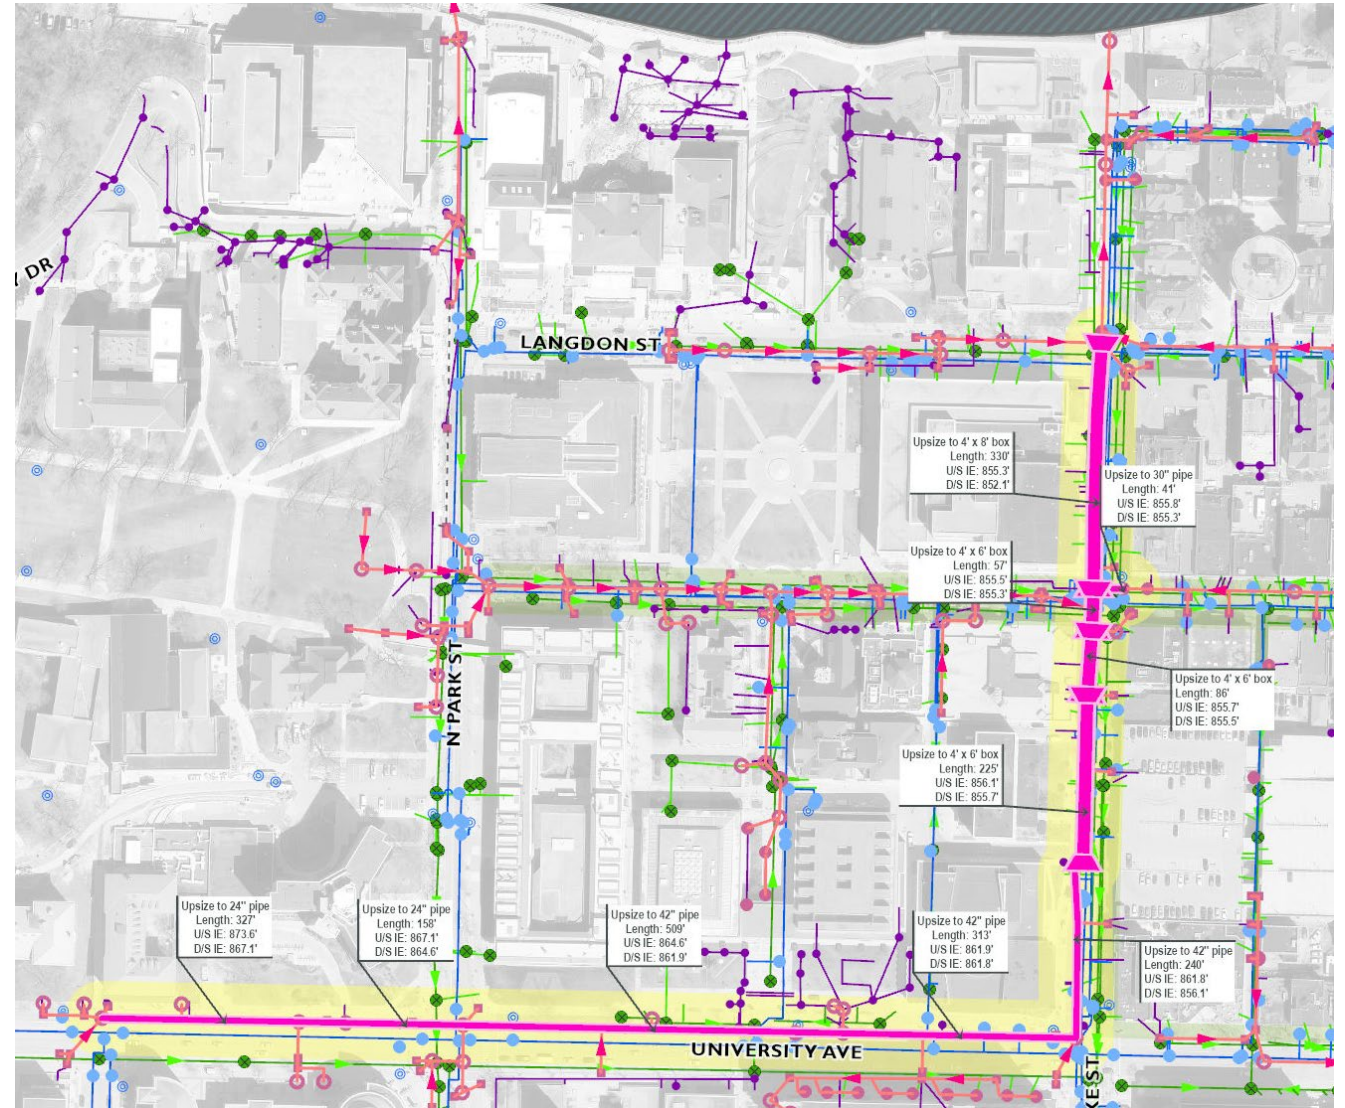 Y DR
LANGDON ST
Upsize to 4' x 8' box
Length: 330'
U/S IE: 855.3'
D/S IE: 852.1'
Upsize to 30" pipe
Length: 41'
U/S IE: 855.8'
D/S IE: 855.3'
Upsize to 4' x 6' box
Length: 57'
U/S IE: 855.5'
D/S IE: 855.3'
N PARK ST
Upsize to 4' x 6' box
Length: 86'
U/S IE: 855.7'
D/S IE: 855.5'
Upsize to 4' x 6' box
Length: 225'
U/S IE: 856.1'
D/S IE: 855.7'
Upsize to 24" pipe
Length: 327'
U/S IE: 873.6'
D/S IE: 867.1'
Upsize to 24" pipe
Length: 158'
U/S IE: 867.1'
D/S IE: 864.6'
Upsize to 42" pipe
Length: 509'
U/S IE: 864.6'
D/S IE: 861.9'
Upsize to 42" pipe
Length: 313'
U/S IE: 861.9'
D/S IE: 861.8'
Upsize to 42" pipe
Length: 240'
U/S IE: 861.8'
D/S IE: 856.1'
UNIVERSITY AVE
KE ST